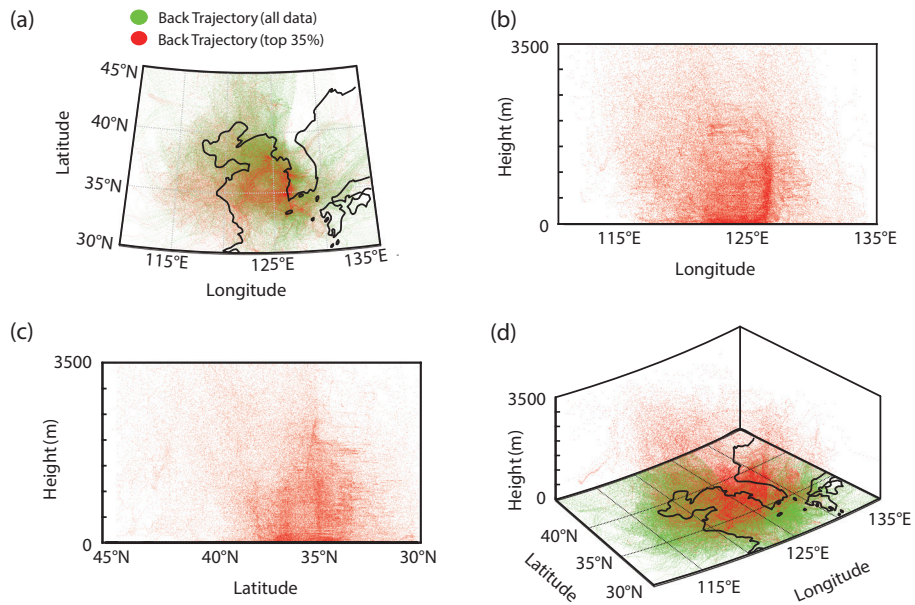 (a)
Back Trajectory (all data)
Back Trajectory (top 35%)
45°N
40°N
35°N
30°N
Latitude
115°E
125°E
135°E
Longitude
(b)
3500
Height (m)
0
115°E
125°E
135°E
Longitude
(c)
3500
Height (m)
0
45°N
40°N
35°N
30°N
Latitude
(d)
3500
Height (m)
0
40°N
35°N
30°N
Latitude
115°E
125°E
135°E
Longitude